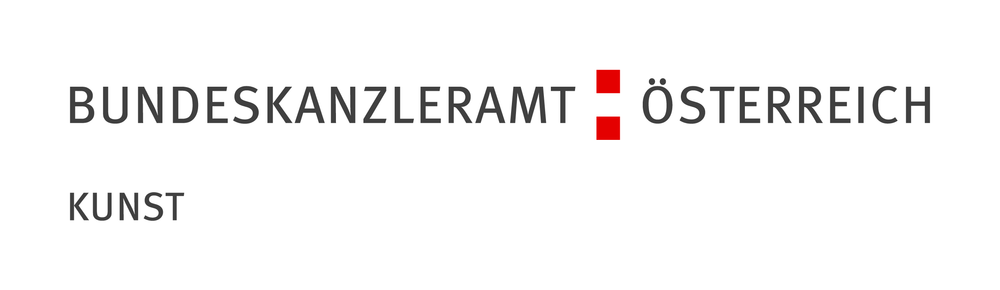 BUNDESKANZLERAMT ÖSTERREICH
KUNST